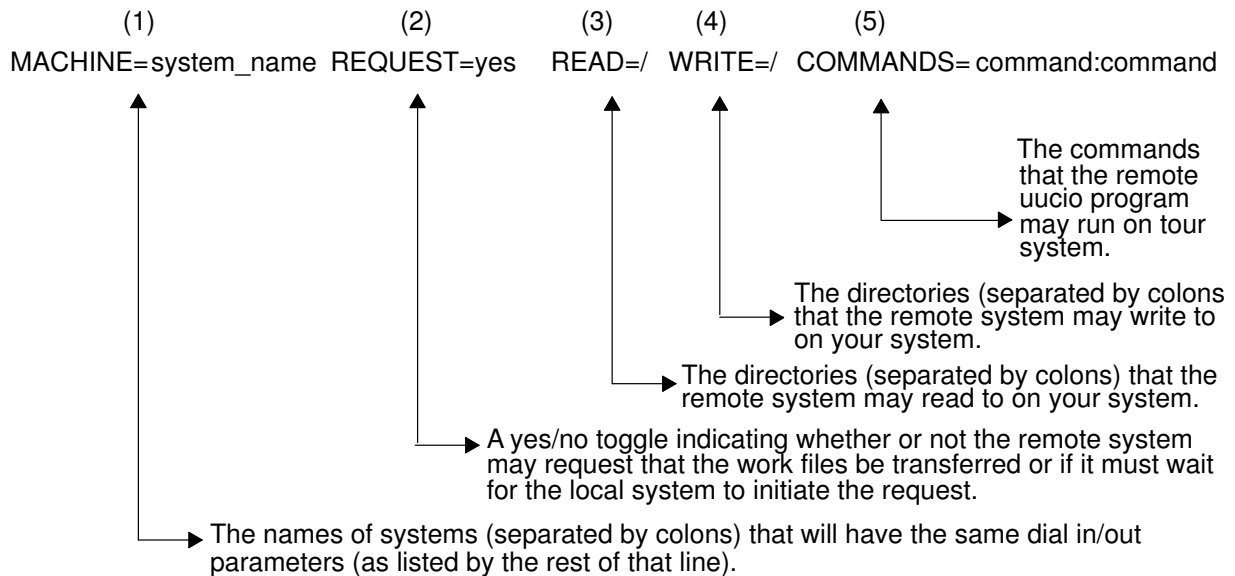 (1) (2) (3) (4) (5)
MACHINE=system_name REQUEST=yes READ=/ WRITE=/ COMMANDS=command:command
The commands
that the remote
uucio program
may run on tour
system.
The directories (separated by colons
that the remote system may write to
on your system.
The directories (separated by colons) that the
remote system may read to on your system.
A yes/no toggle indicating whether or not the remote system
may request that the work files be transferred or if it must wait
for the local system to initiate the request.
The names of systems (separated by colons) that will have the same dial in/out
parameters (as listed by the rest of that line).